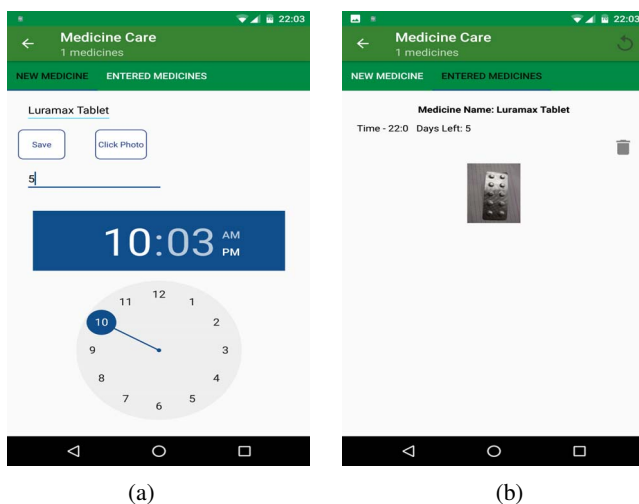 22:03
Medicine Care
1 medicines
NEW MEDICINE ENTERED MEDICINES
Luramax Tablet
Save Click Photo
5
10:03 AM PM
12
11 1
10 2
9 3
8 4
7 5
6
(a)
22:03
Medicine Care
1 medicines
NEW MEDICINE ENTERED MEDICINES
Medicine Name: Luramax Tablet
Time - 22:0 Days Left: 5
(b)